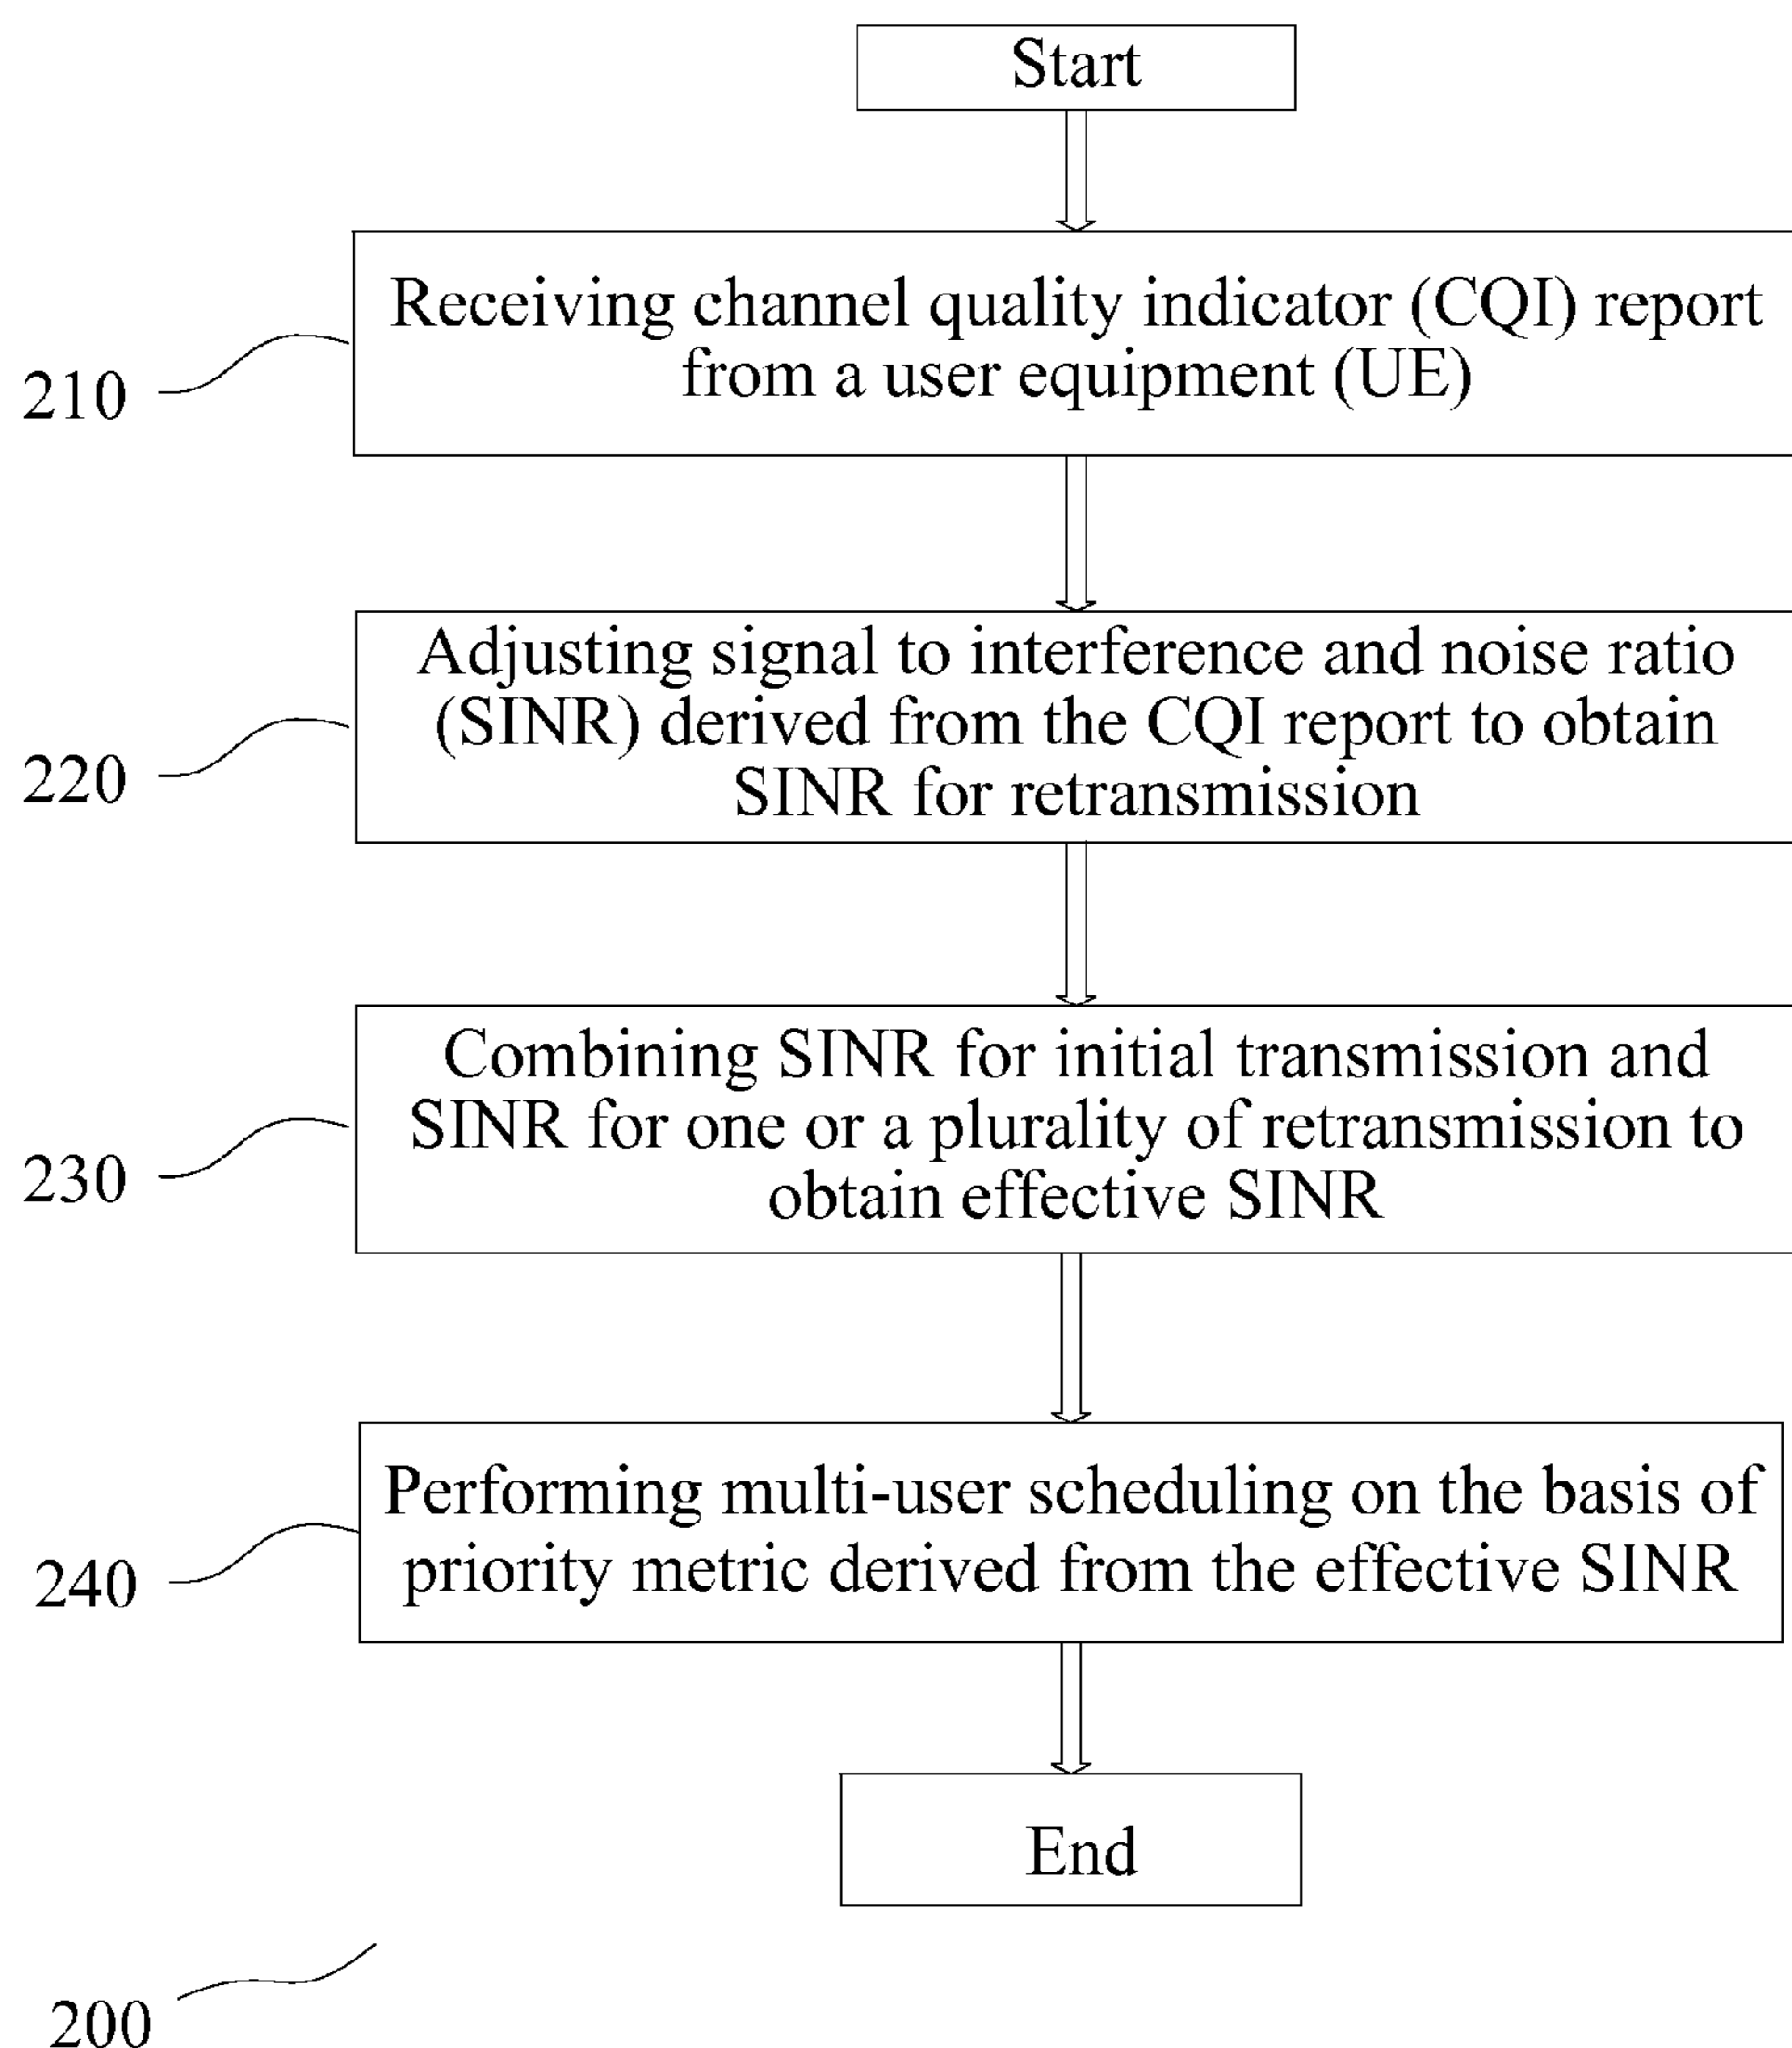 Start
Receiving channel quality indicator (CQI) report
from a user equipment (UE)
210
Adjusting signal to interference and noise ratio
(SINR) derived from the CQI report to obtain
SINR for retransmission
220
Combining SINR for initial transmission and
SINR for one or a plurality of retransmission to
obtain effective SINR
230
Performing multi-user scheduling on the basis of
priority metric derived from the effective SINR
240
End
200